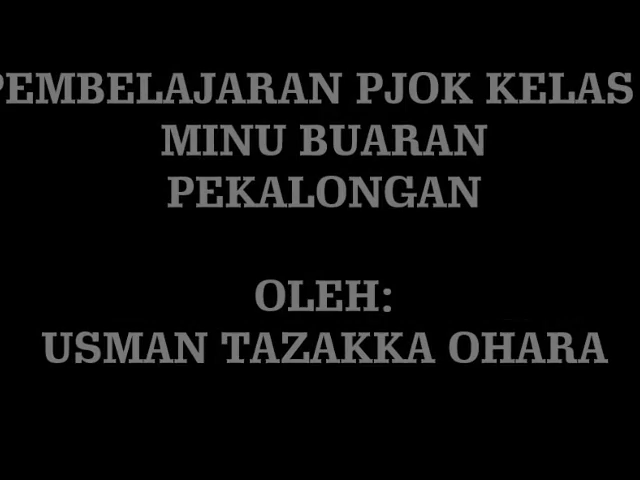 PEMBELAJARAN PJOK KELAS
MINU BUARAN
PEKALONGAN
OLEH:
USMAN TAZAKKA OHARA